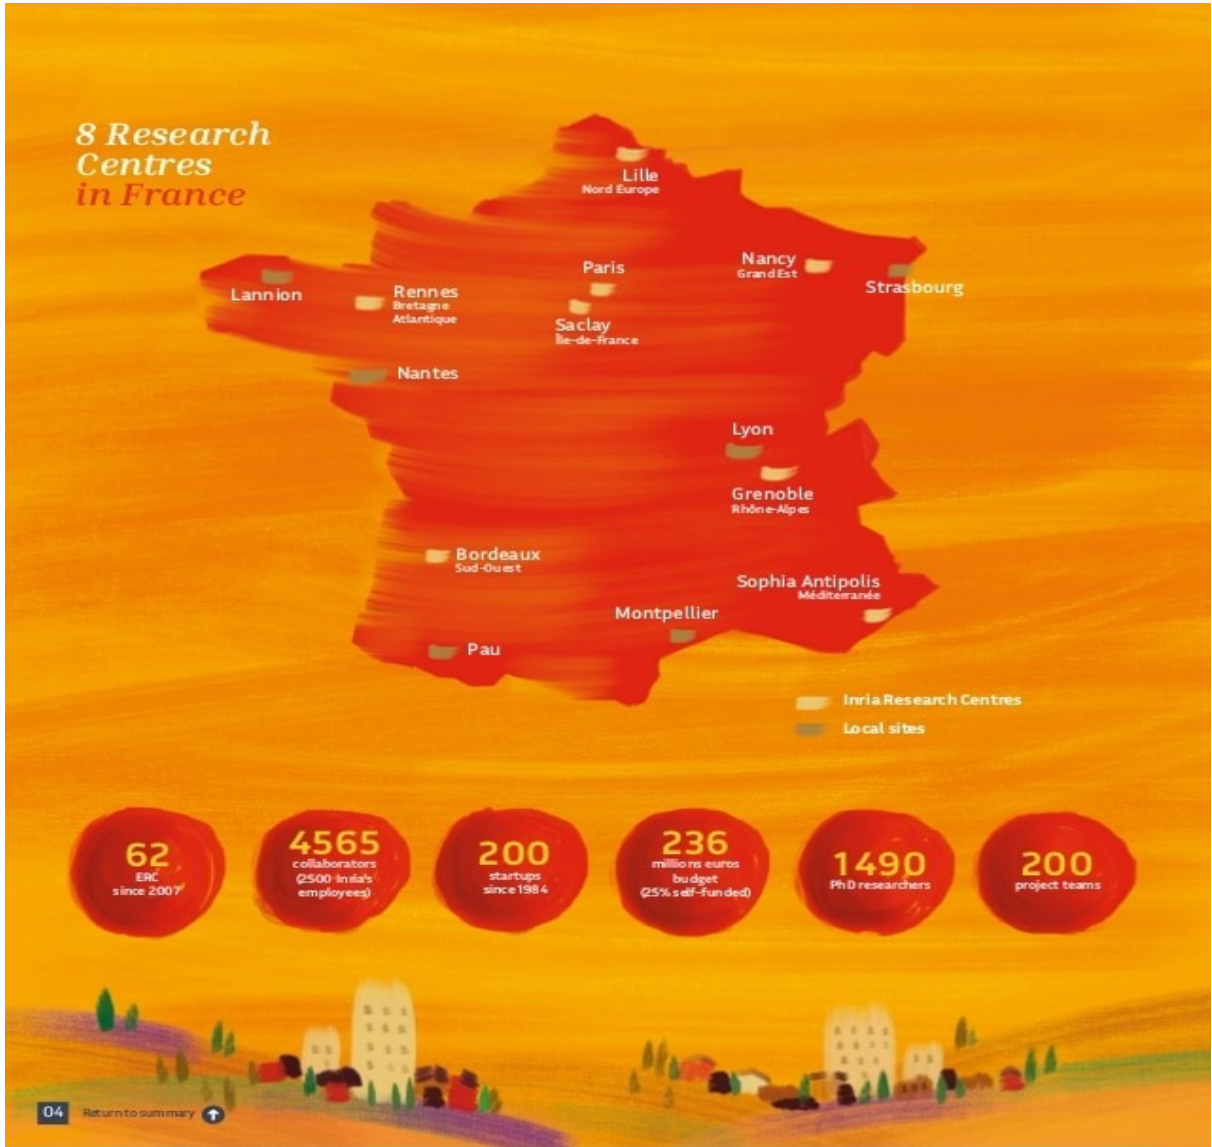 8 Research
Centres
in France
Lille
Nord Europe
Nancy
Grand Est
Strasbourg
Paris
Saclay
Île-de-France
Lannion
Rennes
Bretagne
Atlantique
Nantes
Lyon
Grenoble
Rhône-Alpes
Bordeaux
Sud-Ouest
Sophia Antipolis
Méditerranée
Montpellier
Pau
Inria Research Centres
Local sites
62
ERC
since 2007
4565
collaborators
(2500 Inria's
employees)
200
startups
since 1984
236
millions euros
budget
(25% self-funded)
1490
PhD researchers
200
project teams
04 Return to summary